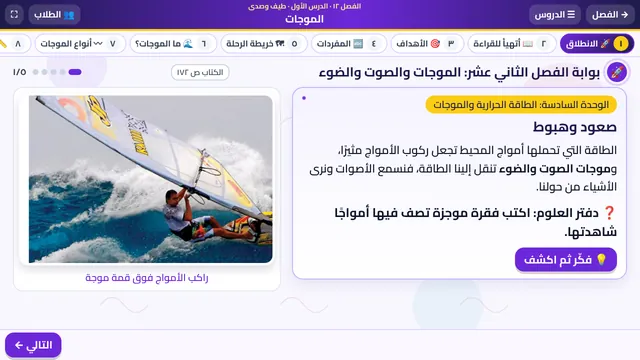 → الفصل
☰ الدروس
الفصل ١٢ · الدرس الأول · طيف وصدى
الموجات
👥 الطلاب
١ 🚀 الانطلاق
٢ 📖 أتهيأ للقراءة
٣ 🎯 الأهداف
٤ 🔤 المفردات
٥ 🗺 خريطة الرحلة
٦ 🌊 ما الموجات؟
٧ 〰 أنواع الموجات
٨
🚀 بوابة الفصل الثاني عشر: الموجات والصوت والضوء
الكتاب ص ١٧٢
١/٥
الوحدة السادسة: الطاقة الحرارية والموجات
صعود وهبوط
الطاقة التي تحملها أمواج المحيط تجعل ركوب الأمواج مثيرًا،
وموجات الصوت والضوء تنقل إلينا الطاقة، فنسمع الأصوات ونرى
الأشياء من حولنا.
❓ دفتر العلوم: اكتب فقرة موجزة تصف فيها أمواجًا
شاهدتها.
💡 فكّر ثم اكشف
راكب الأمواج فوق قمة موجة
التالي ←